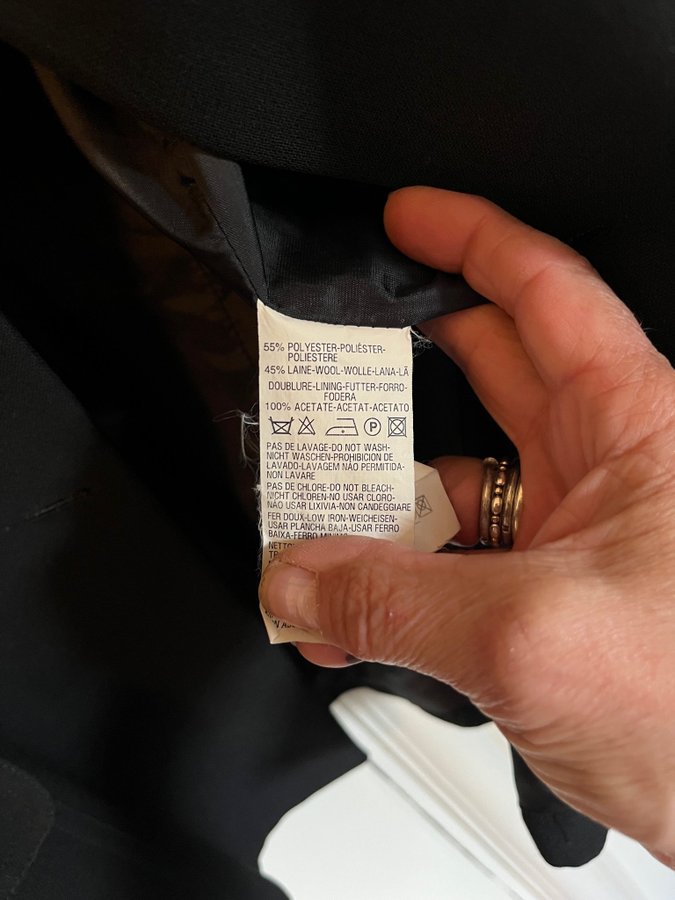 55% POLYESTER-POLIÉSTER-
POLIESTERE
45% LAINE-WOOL-WOLLE-LANA-LÃ
DOUBLURE-LINING-FUTTER-FORRO-
FODERA
100% ACETATE-ACETAT-ACETATO
P
PAS DE LAVAGE-DO NOT WASH-
NICHT WASCHEN-PROHIBICION DE
LAVADO-LAVAGEM NÃO PERMITIDA-
NON LAVARE
PAS DE CHLORE-DO NOT BLEACH-
NICHT CHLOREN-NO USAR CLORO-
NÃO USAR LIXIVIA-NON CANDEGGIARE
FER DOUX-LOW IRON-WEICHEISEN-
USAR PLANCHA BAJA-USAR FERRO
BAIXA-FERRO MINIMO